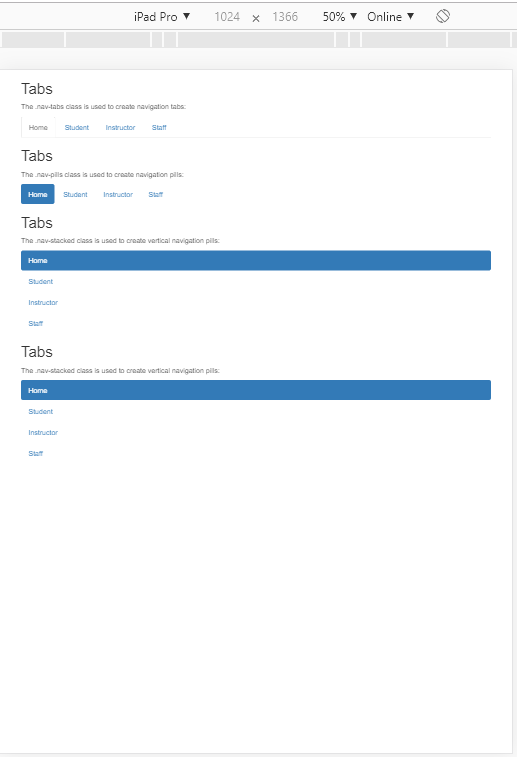 iPad Pro ▼ 1024 × 1366 50% ▼ Online ▼
Tabs
The .nav-tabs class is used to create navigation tabs:
Home Student Instructor Staff
Tabs
The .nav-pills class is used to create navigation pills:
Home Student Instructor Staff
Tabs
The .nav-stacked class is used to create vertical navigation pills:
Home
Student
Instructor
Staff
Tabs
The .nav-stacked class is used to create vertical navigation pills:
Home
Student
Instructor
Staff